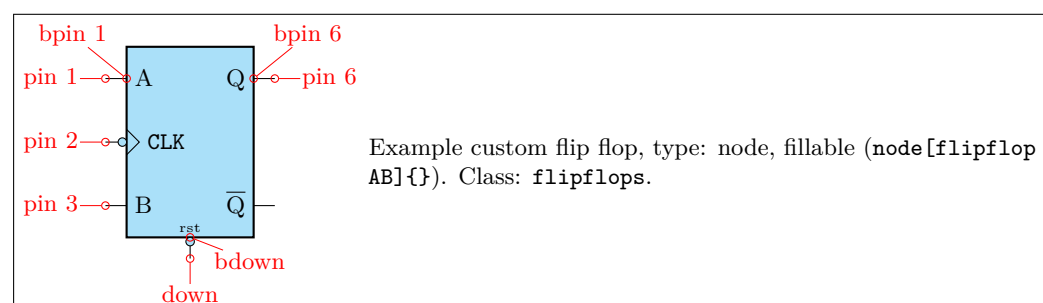 bpin 1
bpin 6
pin 1
A
Q
pin 6
pin 2
CLK
Example custom flip flop, type: node, fillable (node[flipflop
AB]{}). Class: flipflops.
pin 3
B
Q̅
rst
bdown
down